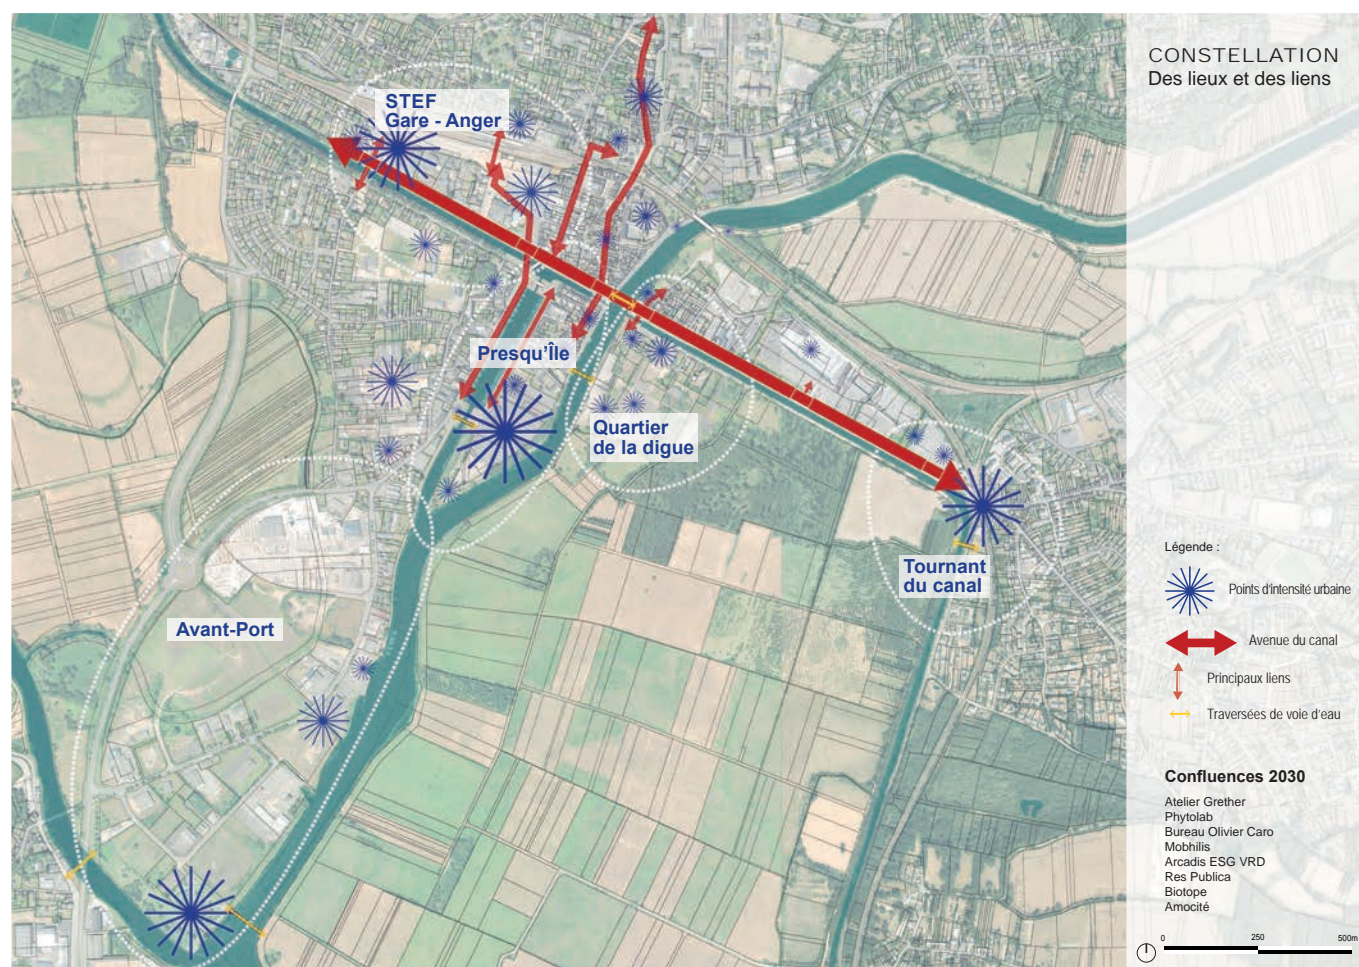 CONSTELLATION
Des lieux et des liens
STEF
Gare - Anger
Presqu'Île
Quartier
de la digue
Tournant
du canal
Avant-Port
Légende :
Points d'intensité urbaine
Avenue du canal
Principaux liens
Traversées de voie d'eau
Confluences 2030
Atelier Grether
Phytolab
Bureau Olivier Caro
Mobhilis
Arcadis ESG VRD
Res Publica
Biotope
Amocité
0 250 500m